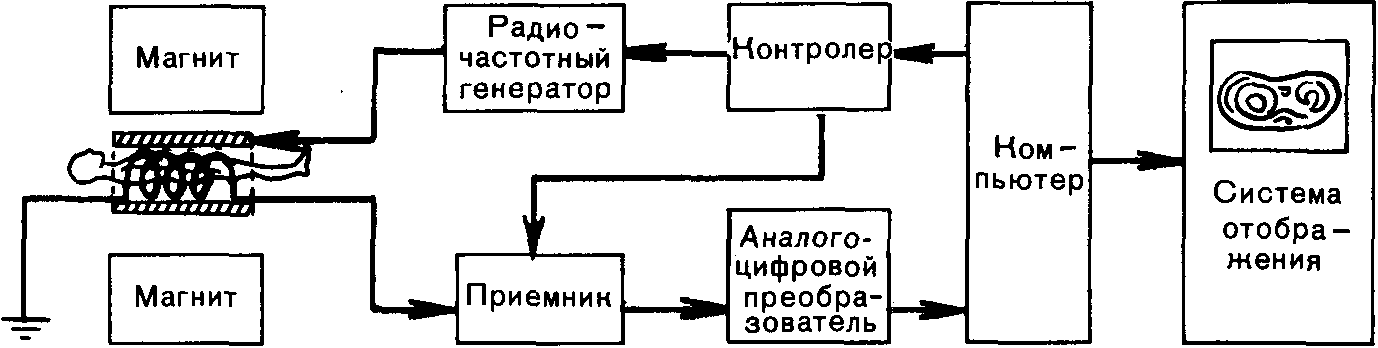 Магнит
Радио-
частотный
генератор
Контролер
Ком-
пьютер
Система
отобра-
жения
Магнит
Приемник
Аналого-
цифровой
преобра-
зователь